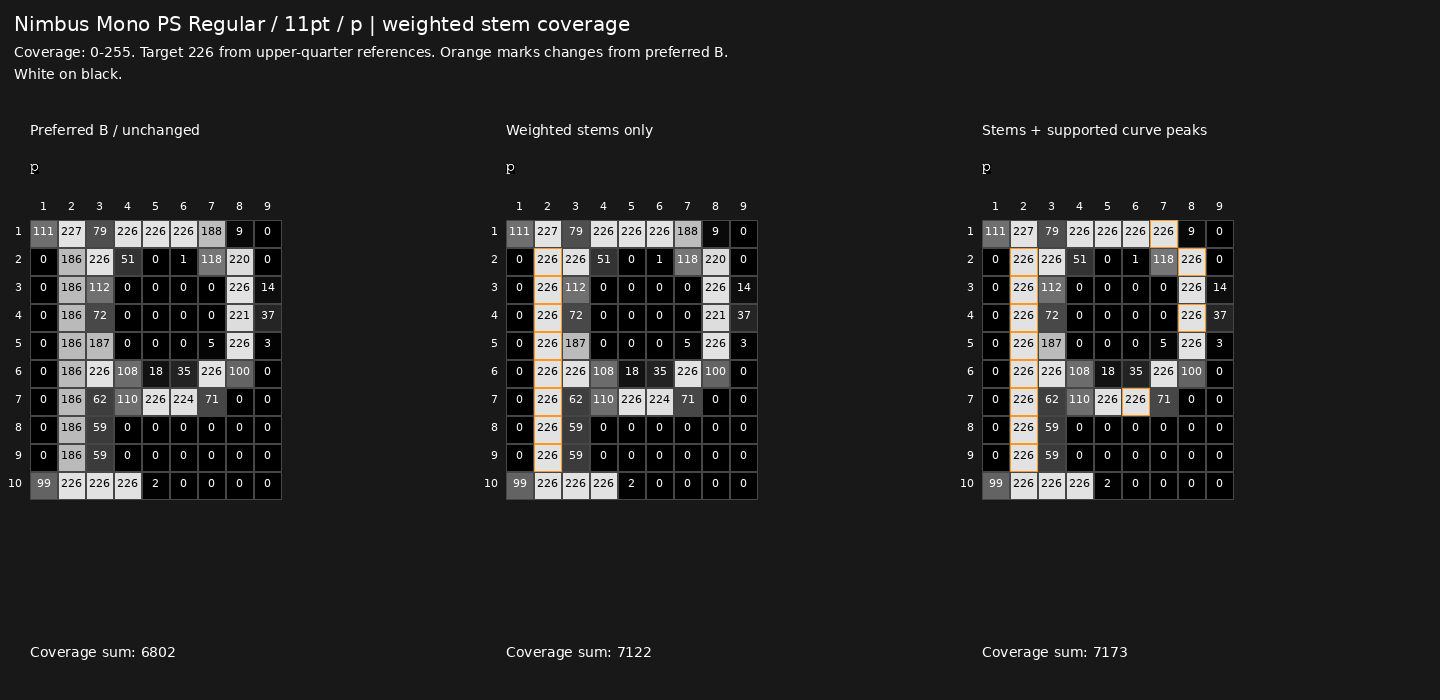 Nimbus Mono PS Regular / 11pt / p | weighted stem coverage
Coverage: 0-255. Target 226 from upper-quarter references. Orange marks changes from preferred B.
White on black.
Preferred B / unchanged
p
1 2 3 4 5 6 7 8 9
1 111 227 79 226 226 226 188 9 0
2 0 186 226 51 0 1 118 220 0
3 0 186 112 0 0 0 0 226 14
4 0 186 72 0 0 0 0 221 37
5 0 186 187 0 0 0 5 226 3
6 0 186 226 108 18 35 226 100 0
7 0 186 62 110 226 224 71 0 0
8 0 186 59 0 0 0 0 0 0
9 0 186 59 0 0 0 0 0 0
10 99 226 226 226 2 0 0 0 0
Coverage sum: 6802
Weighted stems only
p
1 2 3 4 5 6 7 8 9
1 111 227 79 226 226 226 188 9 0
2 0 226 226 51 0 1 118 220 0
3 0 226 112 0 0 0 0 226 14
4 0 226 72 0 0 0 0 221 37
5 0 226 187 0 0 0 5 226 3
6 0 226 226 108 18 35 226 100 0
7 0 226 62 110 226 224 71 0 0
8 0 226 59 0 0 0 0 0 0
9 0 226 59 0 0 0 0 0 0
10 99 226 226 226 2 0 0 0 0
Coverage sum: 7122
Stems + supported curve peaks
p
1 2 3 4 5 6 7 8 9
1 111 227 79 226 226 226 226 9 0
2 0 226 226 51 0 1 118 226 0
3 0 226 112 0 0 0 0 226 14
4 0 226 72 0 0 0 0 226 37
5 0 226 187 0 0 0 5 226 3
6 0 226 226 108 18 35 226 100 0
7 0 226 62 110 226 226 71 0 0
8 0 226 59 0 0 0 0 0 0
9 0 226 59 0 0 0 0 0 0
10 99 226 226 226 2 0 0 0 0
Coverage sum: 7173